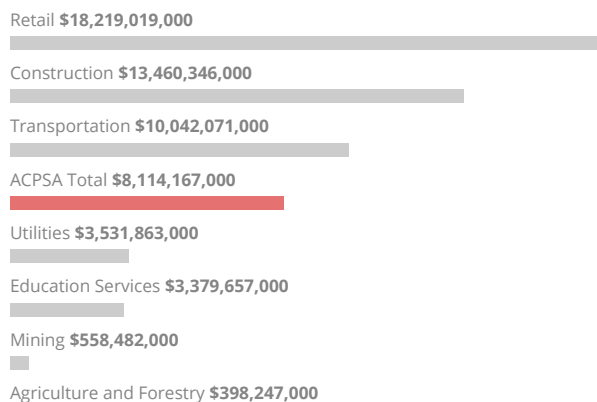 Retail $18,219,019,000
Construction $13,460,346,000
Transportation $10,042,071,000
ACPSA Total $8,114,167,000
Utilities $3,531,863,000
Education Services $3,379,657,000
Mining $558,482,000
Agriculture and Forestry $398,247,000